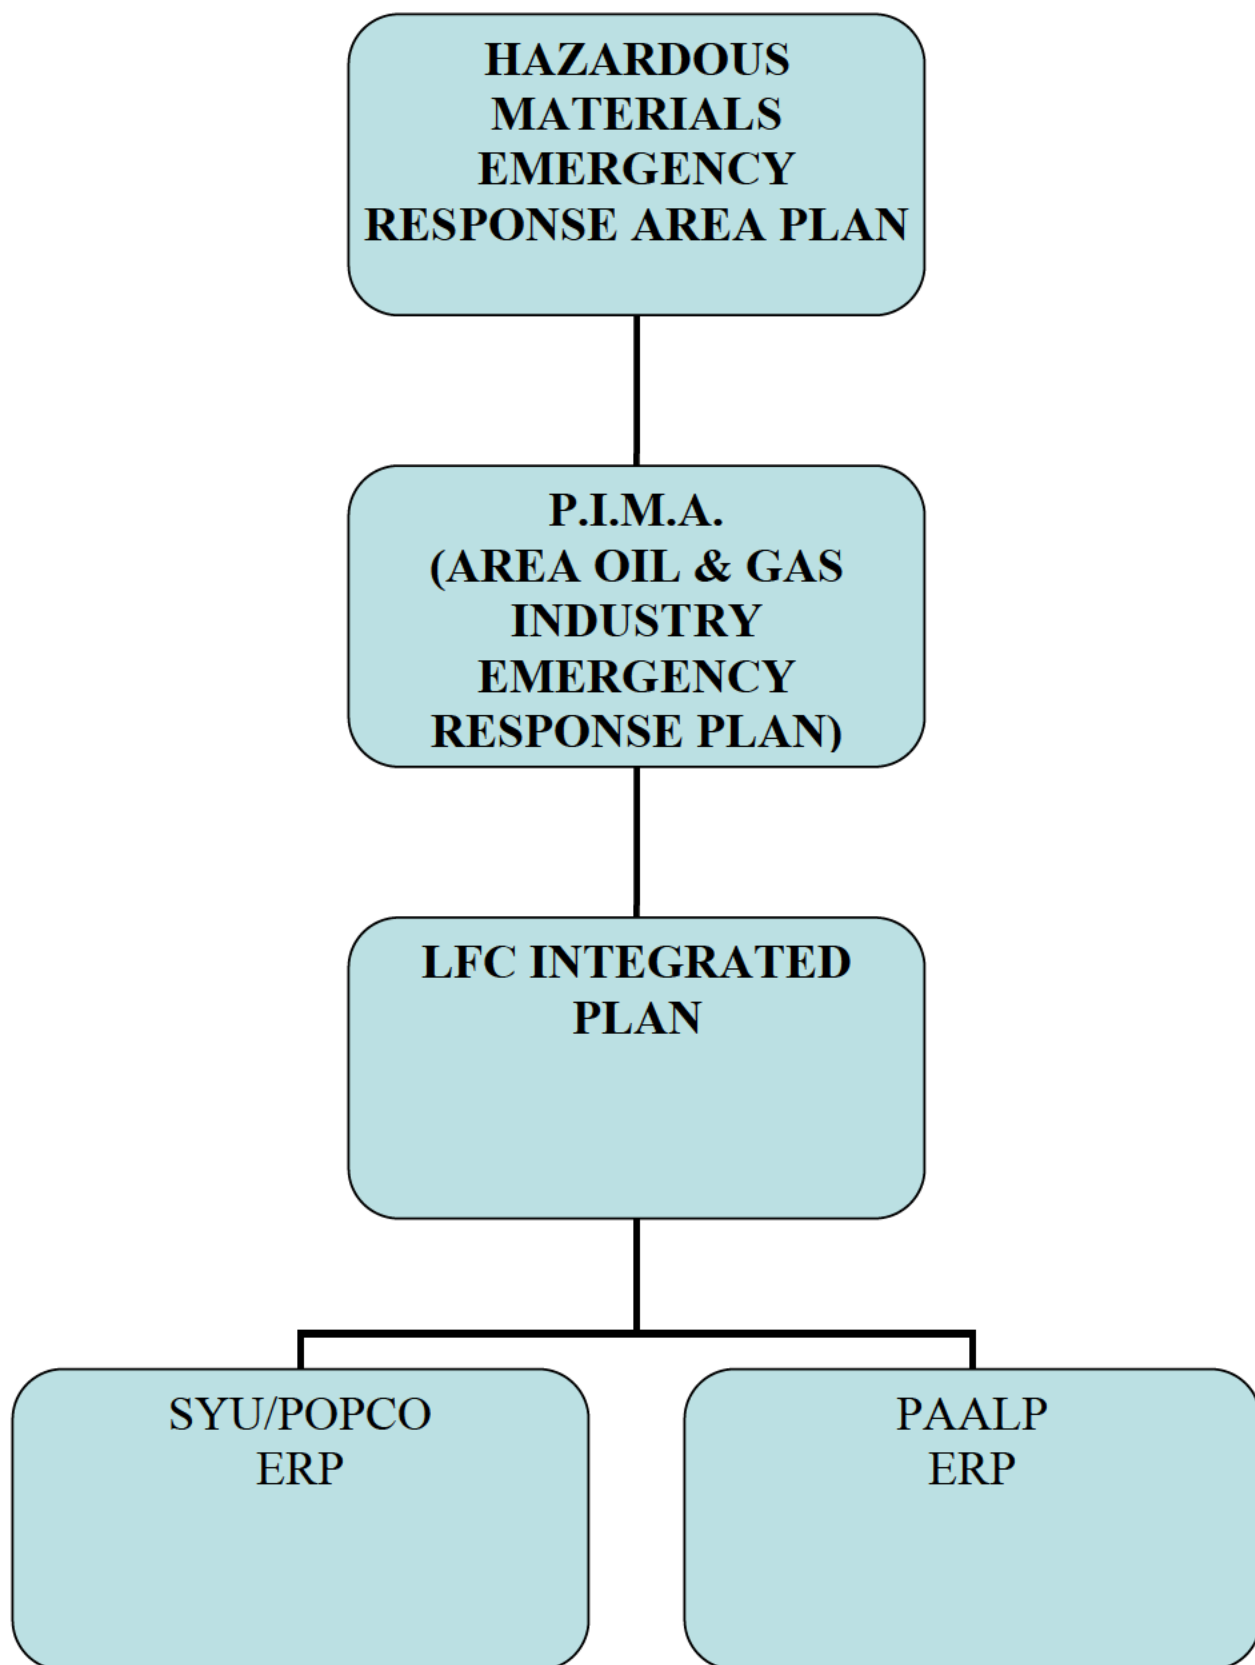 HAZARDOUS
MATERIALS
EMERGENCY
RESPONSE AREA PLAN
P.I.M.A.
(AREA OIL & GAS
INDUSTRY
EMERGENCY
RESPONSE PLAN)
LFC INTEGRATED
PLAN
SYU/POPCO
ERP
PAALP
ERP